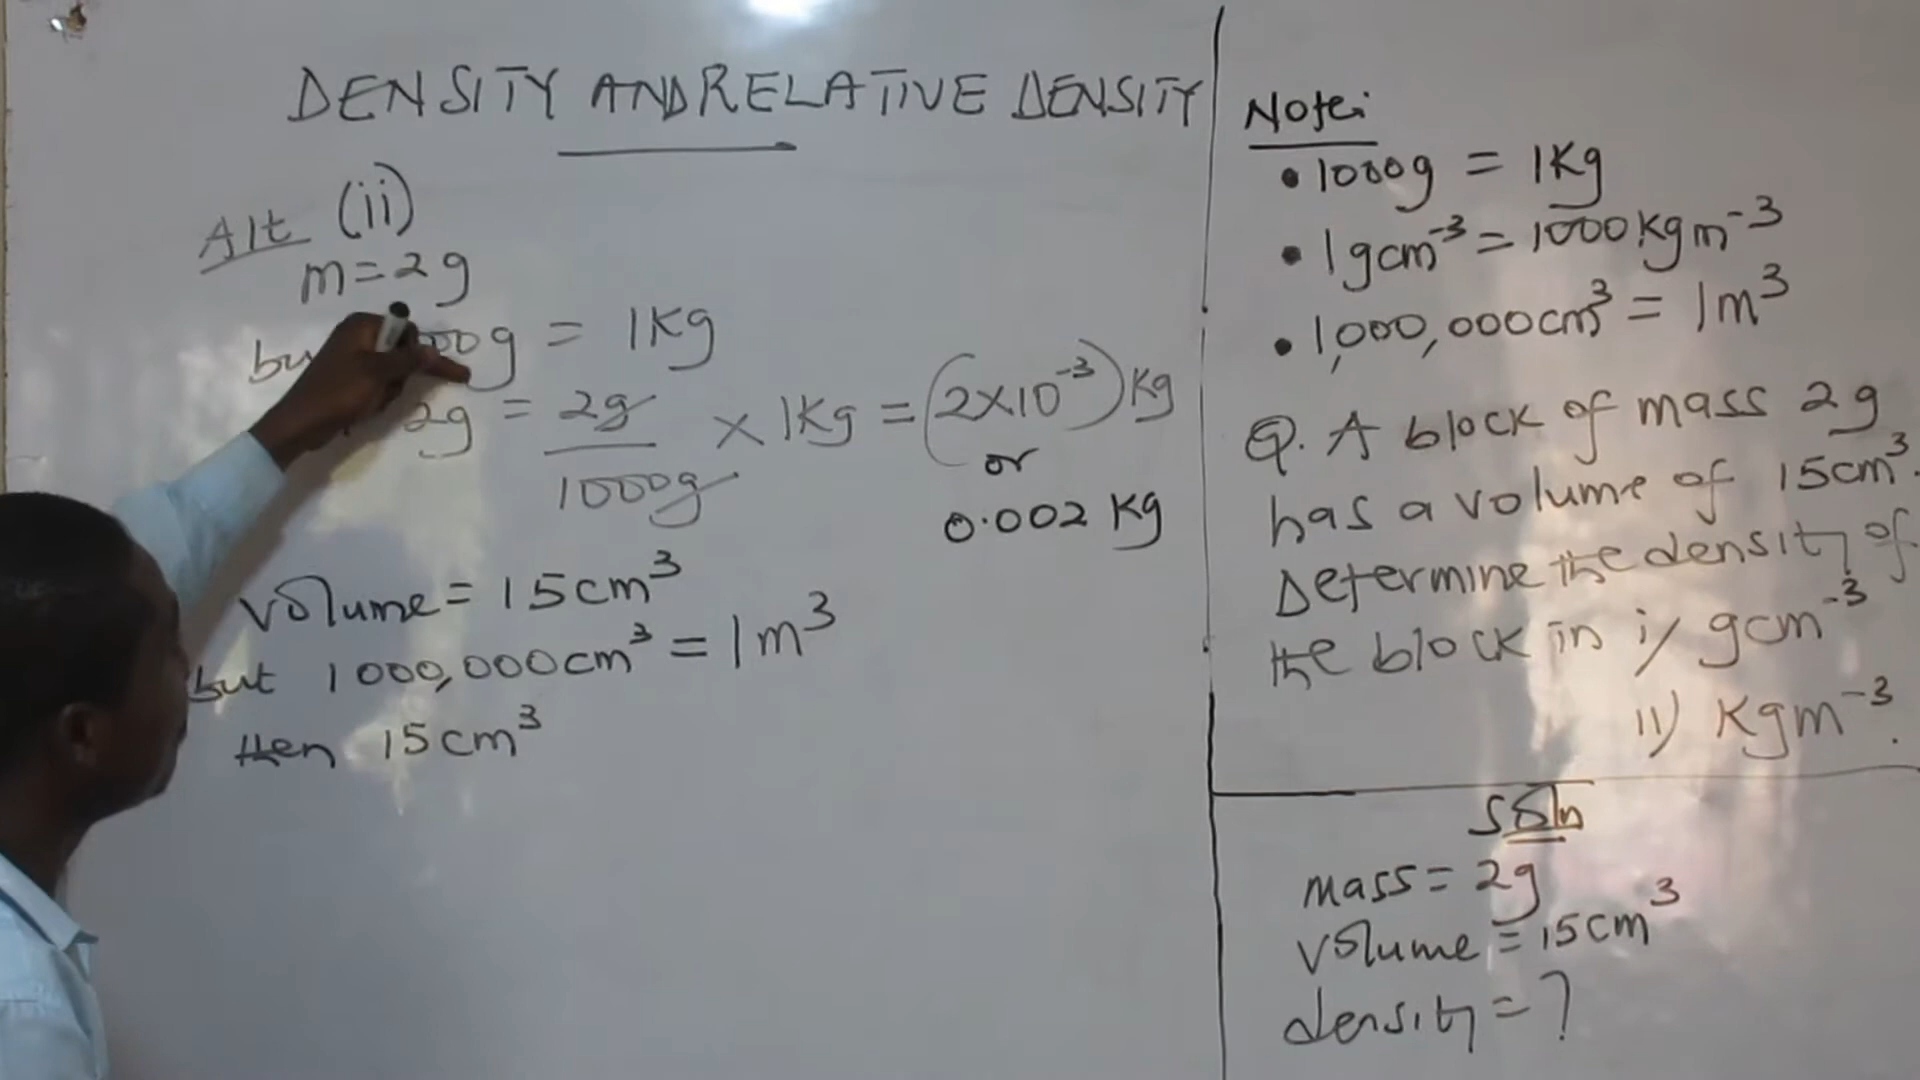 DENSITY AND RELATIVE DENSITY
Alt (ii)
m=2g
g = 1Kg
2g = 2g/1000g × 1Kg = (2×10⁻³)Kg
or
0.002 Kg
Volume = 15cm³
but 1000,000cm³ = 1m³
then 15cm³
Note:
• 1000g = 1Kg
• 1gcm⁻³ = 1000Kgm⁻³
• 1,000,000cm³ = 1m³
Q. A block of mass 2g
has a volume of 15cm³.
Determine the density of
the block in i/ gcm⁻³
ii) Kgm⁻³.
Soln
mass = 2g
Volume = 15cm³
density = ?